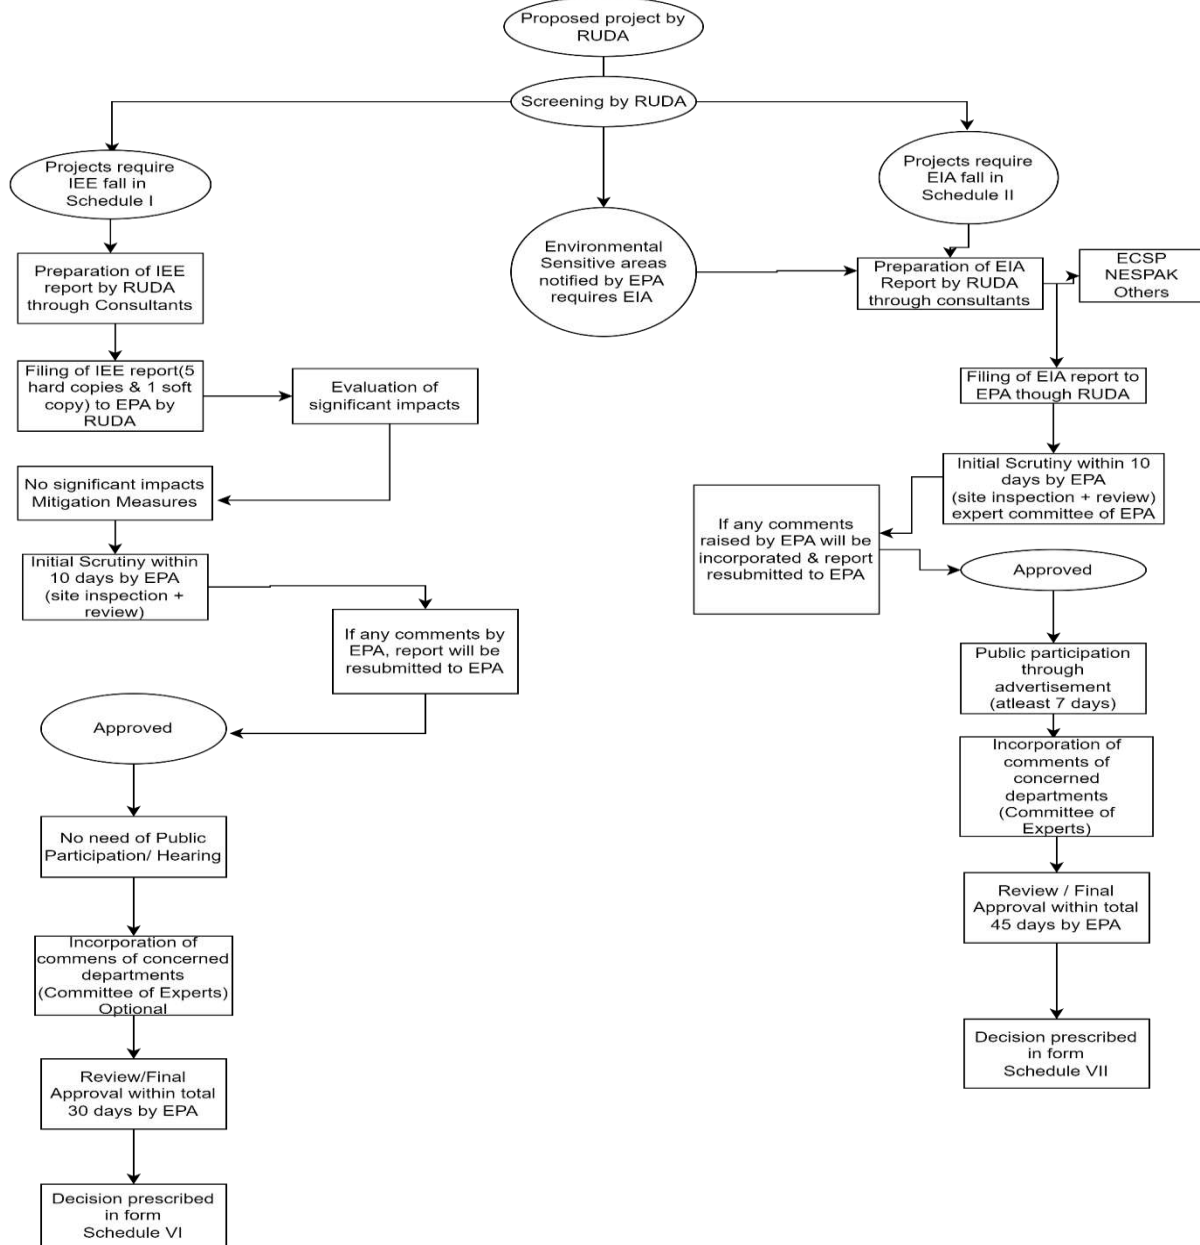 Proposed project by
RUDA
Screening by RUDA
Projects require
IEE fall in
Schedule I
Projects require
EIA fall in
Schedule II
Environmental
Sensitive areas
notified by EPA
requires EIA
Preparation of IEE
report by RUDA
through Consultants
Preparation of EIA
Report by RUDA
through consultants
ECSP
NESPAK
Others
Filing of IEE report(5
hard copies & 1 soft
copy) to EPA by
RUDA
Evaluation of
significant impacts
Filing of EIA report to
EPA though RUDA
No significant impacts
Mitigation Measures
Initial Scrutiny within 10
days by EPA
(site inspection + review)
expert committee of EPA
If any comments
raised by EPA will be
incorporated & report
resubmitted to EPA
Initial Scrutiny within
10 days by EPA
(site inspection +
review)
Approved
If any comments by
EPA, report will be
resubmitted to EPA
Public participation
through
advertisement
(atleast 7 days)
Approved
Incorporation of
comments of
concerned
departments
(Committee of
Experts)
No need of Public
Participation/ Hearing
Review / Final
Approval within total
45 days by EPA
Incorporation of
commens of concerned
departments
(Committee of Experts)
Optional
Decision prescribed
in form
Schedule VII
Review/Final
Approval within total
30 days by EPA
Decision prescribed
in form
Schedule VI